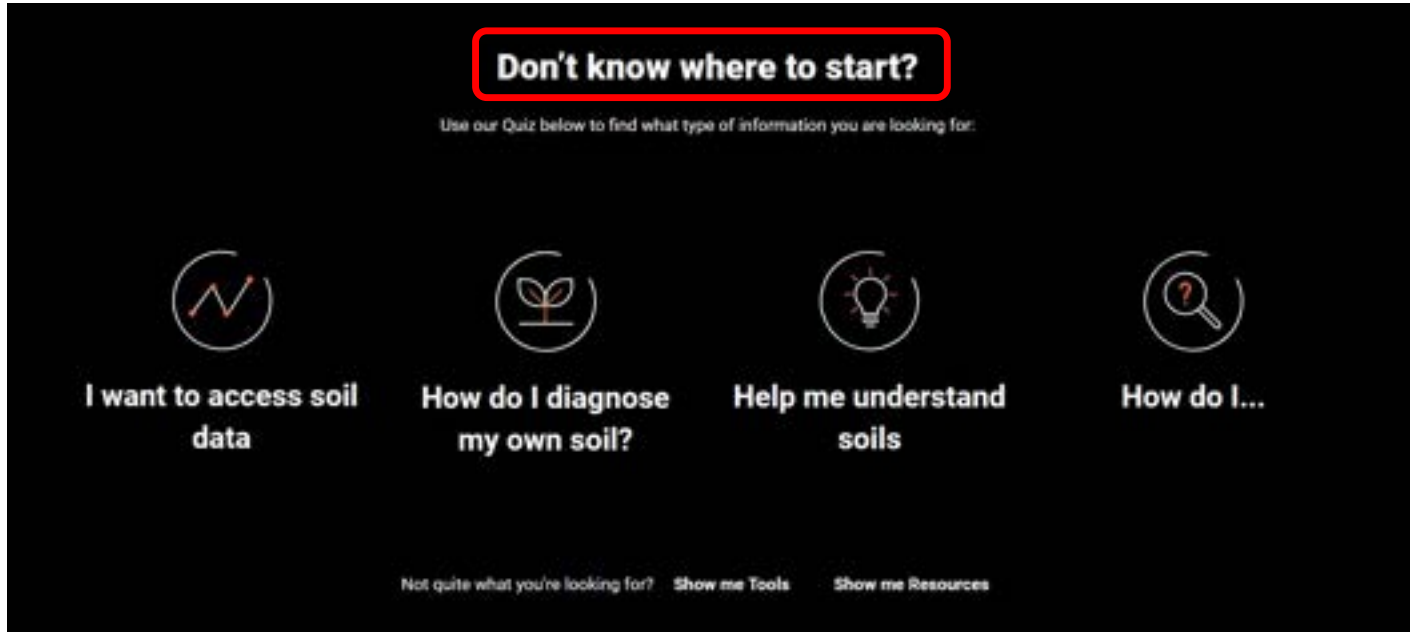 Don't know where to start?
Use our Quiz below to find what type of information you are looking for:
I want to access soil
data
How do I diagnose
my own soil?
Help me understand
soils
?
How do I...
Not quite what you're looking for? Show me Tools Show me Resources